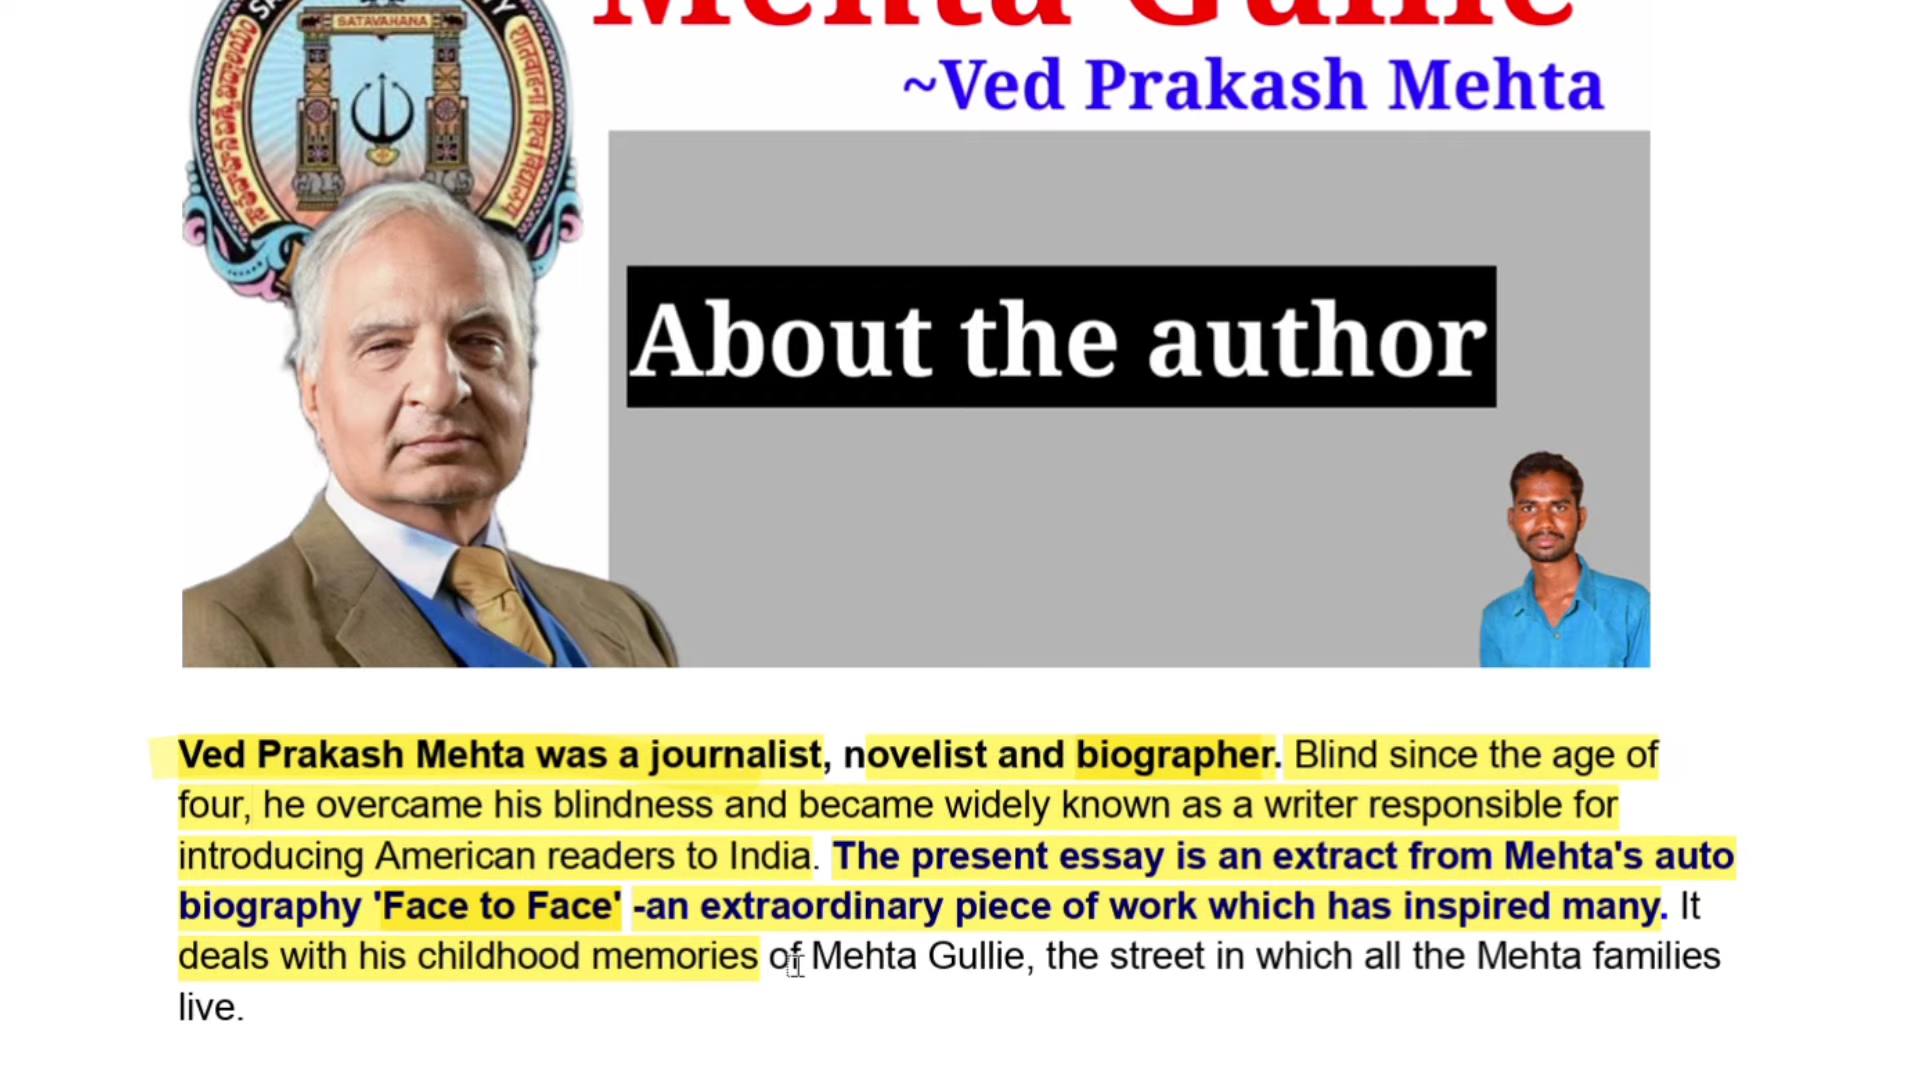 SATAVAHANA
Mehta Gullie
~Ved Prakash Mehta
About the author
Ved Prakash Mehta was a journalist, novelist and biographer. Blind since the age of
four, he overcame his blindness and became widely known as a writer responsible for
introducing American readers to India. The present essay is an extract from Mehta's auto
biography 'Face to Face' -an extraordinary piece of work which has inspired many. It
deals with his childhood memories of Mehta Gullie, the street in which all the Mehta families
live.